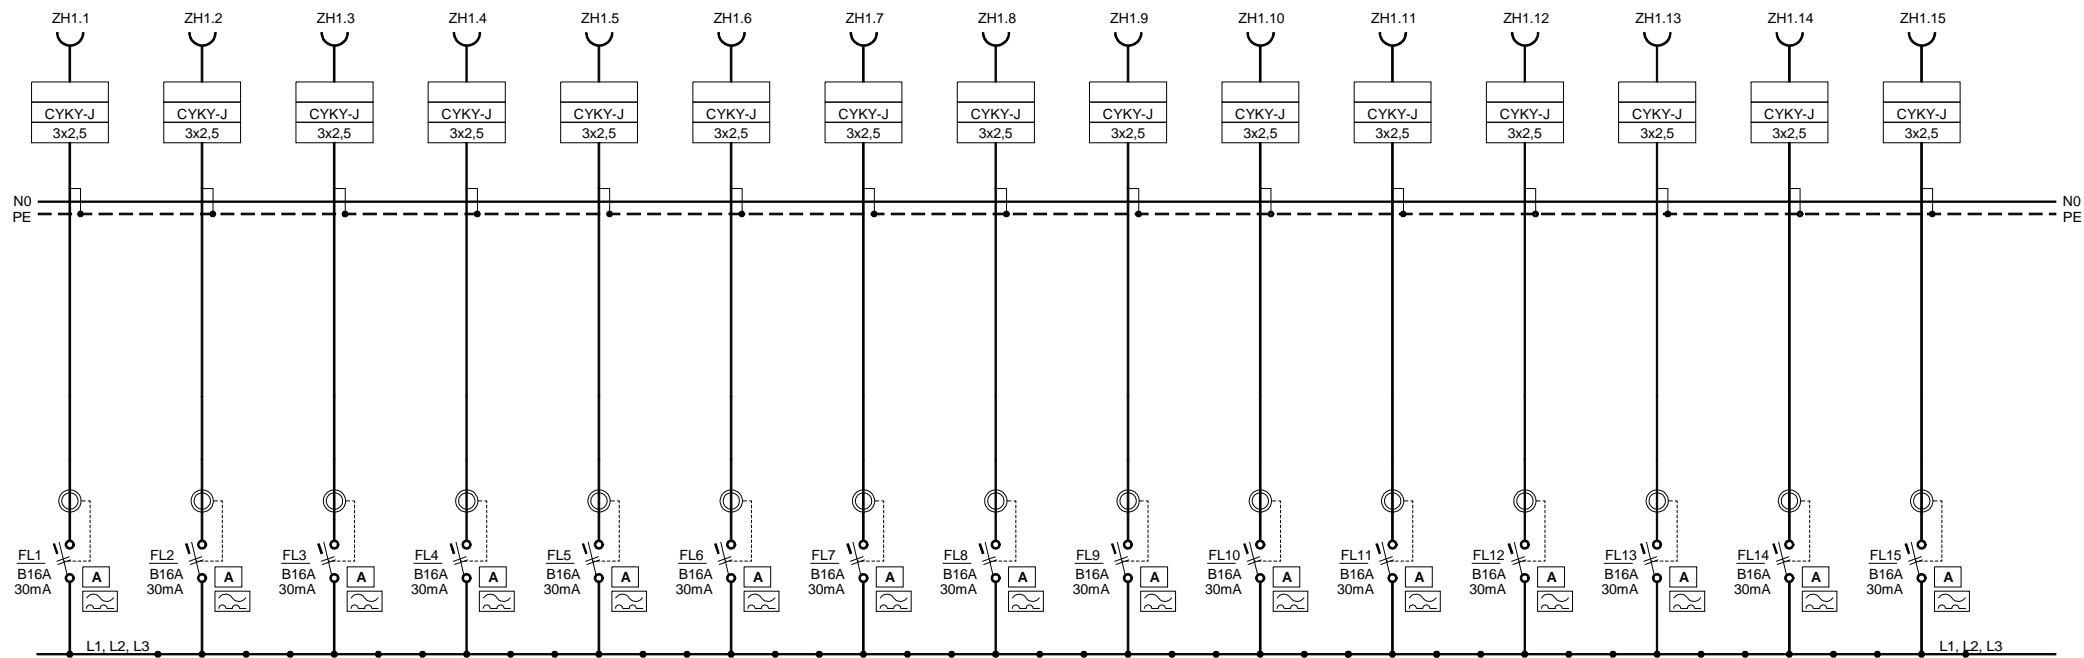 ZH1.1 ZH1.2 ZH1.3 ZH1.4 ZH1.5 ZH1.6 ZH1.7 ZH1.8 ZH1.9 ZH1.10 ZH1.11 ZH1.12 ZH1.13 ZH1.14 ZH1.15
CYKY-J CYKY-J CYKY-J CYKY-J CYKY-J CYKY-J CYKY-J CYKY-J CYKY-J CYKY-J CYKY-J CYKY-J CYKY-J CYKY-J CYKY-J
3x2,5 3x2,5 3x2,5 3x2,5 3x2,5 3x2,5 3x2,5 3x2,5 3x2,5 3x2,5 3x2,5 3x2,5 3x2,5 3x2,5 3x2,5
N0 N0
PE PE
FL1 FL2 FL3 FL4 FL5 FL6 FL7 FL8 FL9 FL10 FL11 FL12 FL13 FL14 FL15
B16A A B16A A B16A A B16A A B16A A B16A A B16A A B16A A B16A A B16A A B16A A B16A A B16A A B16A A B16A A
30mA 30mA 30mA 30mA 30mA 30mA 30mA 30mA 30mA 30mA 30mA 30mA 30mA 30mA 30mA
L1, L2, L3 L1, L2, L3